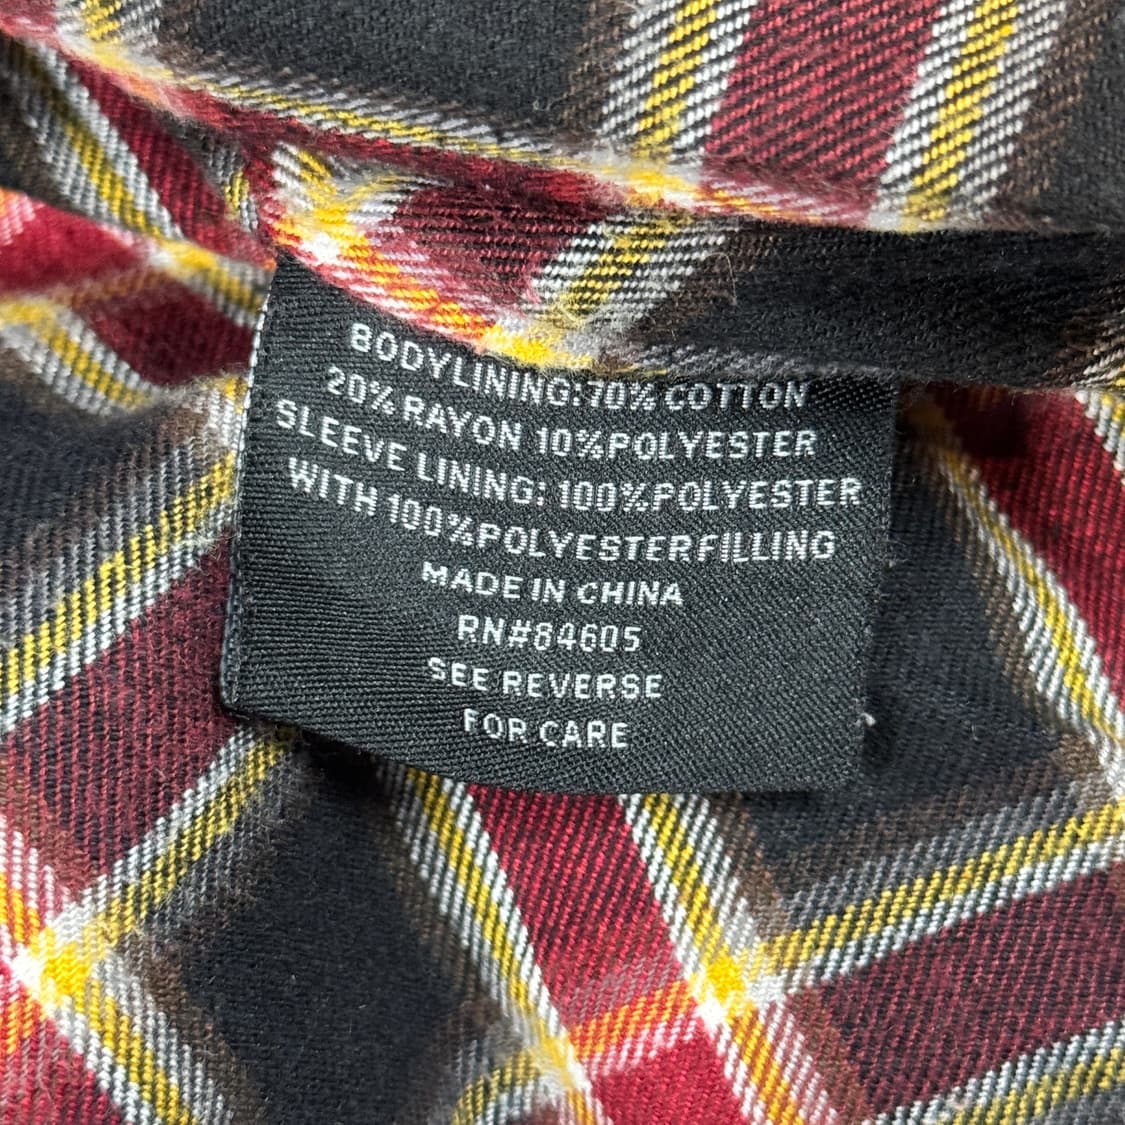 BODYLINING:70%COTTON
20%RAYON 10%POLYESTER
SLEEVE LINING: 100%POLYESTER
WITH 100%POLYESTERFILLING
MADE IN CHINA
RN#84605
SEE REVERSE
FOR CARE